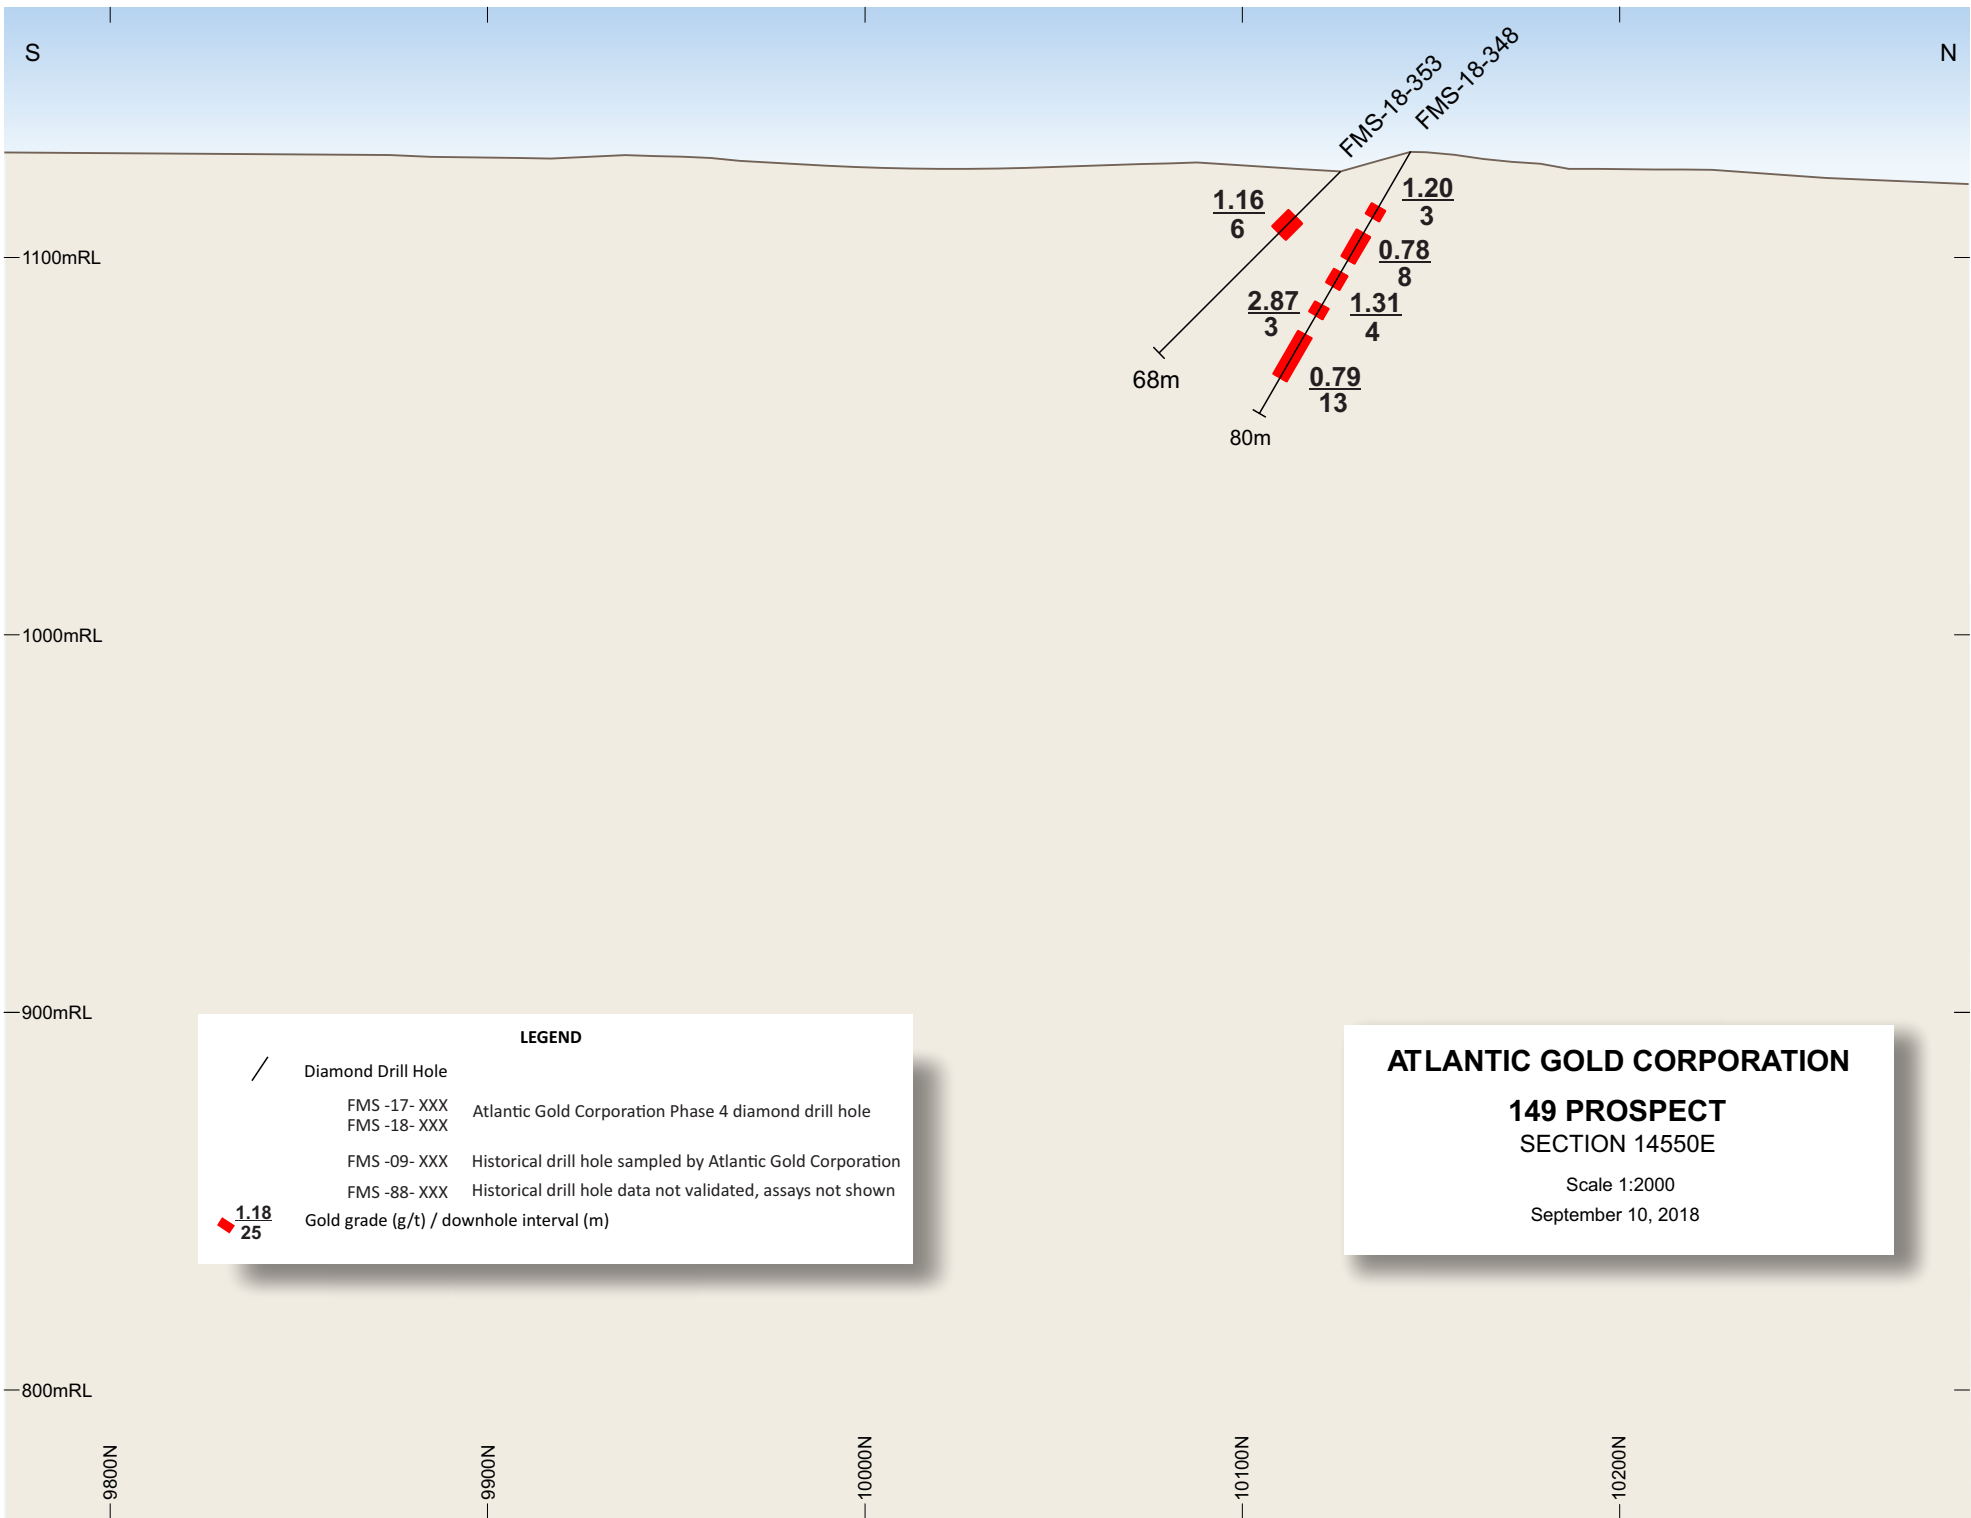 S
N
FMS-18-353
FMS-18-348
1.16
6
1.20
3
0.78
8
2.87
3
1.31
4
0.79
13
68m
80m
1100mRL
1000mRL
900mRL
800mRL
LEGEND
Diamond Drill Hole
FMS -17- XXX
FMS -18- XXX
Atlantic Gold Corporation Phase 4 diamond drill hole
FMS -09- XXX Historical drill hole sampled by Atlantic Gold Corporation
FMS -88- XXX Historical drill hole data not validated, assays not shown
1.18
25
Gold grade (g/t) / downhole interval (m)
ATLANTIC GOLD CORPORATION
149 PROSPECT
SECTION 14550E
Scale 1:2000
September 10, 2018
9800N
9900N
10000N
10100N
10200N